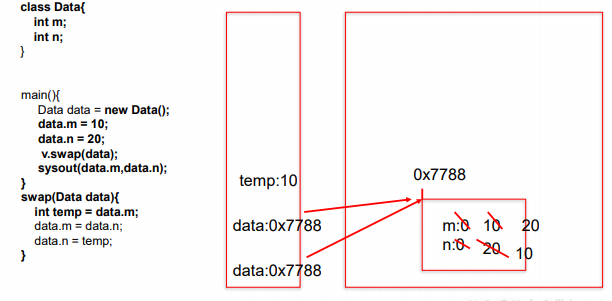 class Data{
int m;
int n;
}
main(){
Data data = new Data();
data.m = 10;
data.n = 20;
v.swap(data);
sysout(data.m,data.n);
}
swap(Data data){
int temp = data.m;
data.m = data.n;
data.n = temp;
}
temp:10
data:0x7788
data:0x7788
0x7788
m:0 10 20
n:0 20 10